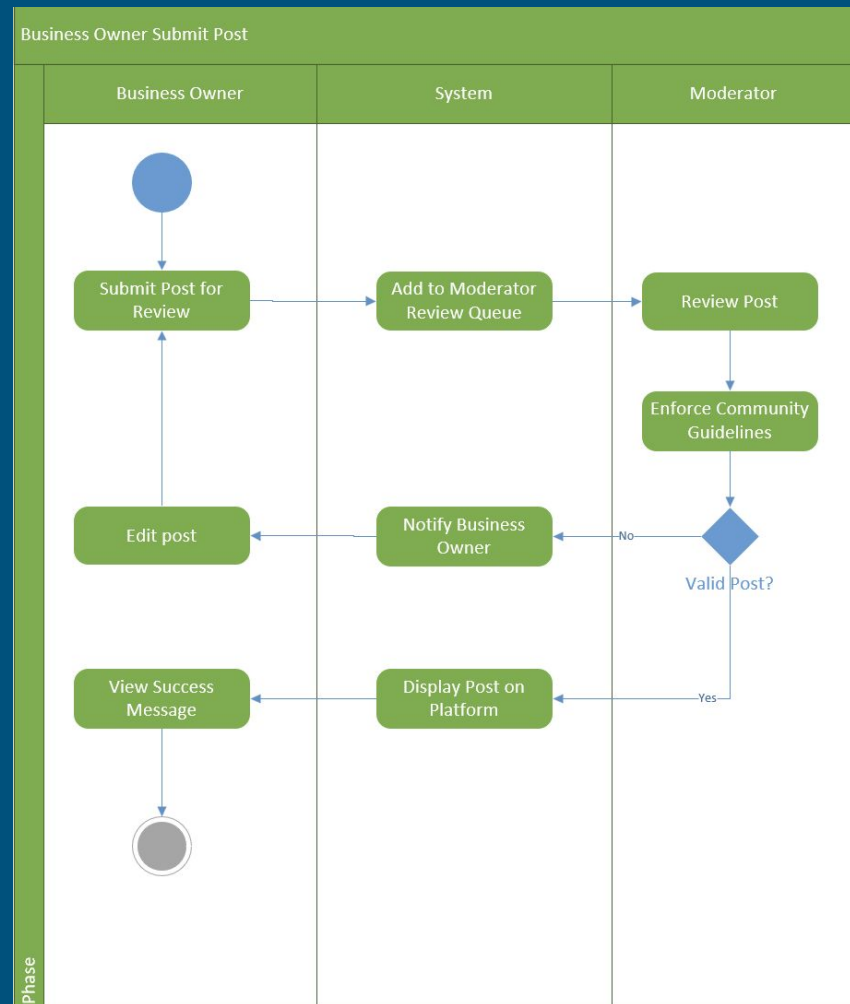 Business Owner Submit Post
Business Owner
System
Moderator
Submit Post for
Review
Add to Moderator
Review Queue
Review Post
Enforce Community
Guidelines
Edit post
Notify Business
Owner
No
Valid Post?
View Success
Message
Display Post on
Platform
Yes
Phase